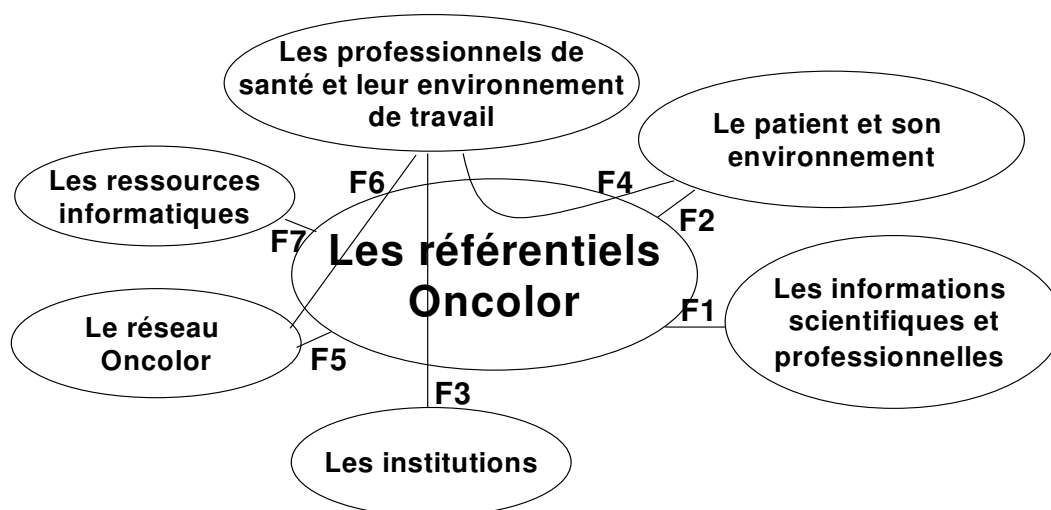 Les professionnels de
santé et leur environnement
de travail
Le patient et son
environnement
Les ressources
informatiques
F6
F4
F2
F7
Les référentiels
Oncolor
Les informations
scientifiques et
professionnelles
F1
Le réseau
Oncolor
F5
F3
Les institutions